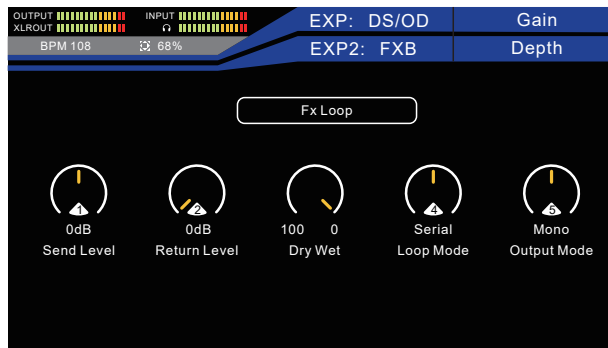 OUTPUT INPUT EXP: DS/OD Gain
XLROUT
BPM 108 68% EXP2: FXB Depth
Fx Loop
1 2 4 5
0dB 0dB 100 0 Serial Mono
Send Level Return Level Dry Wet Loop Mode Output Mode